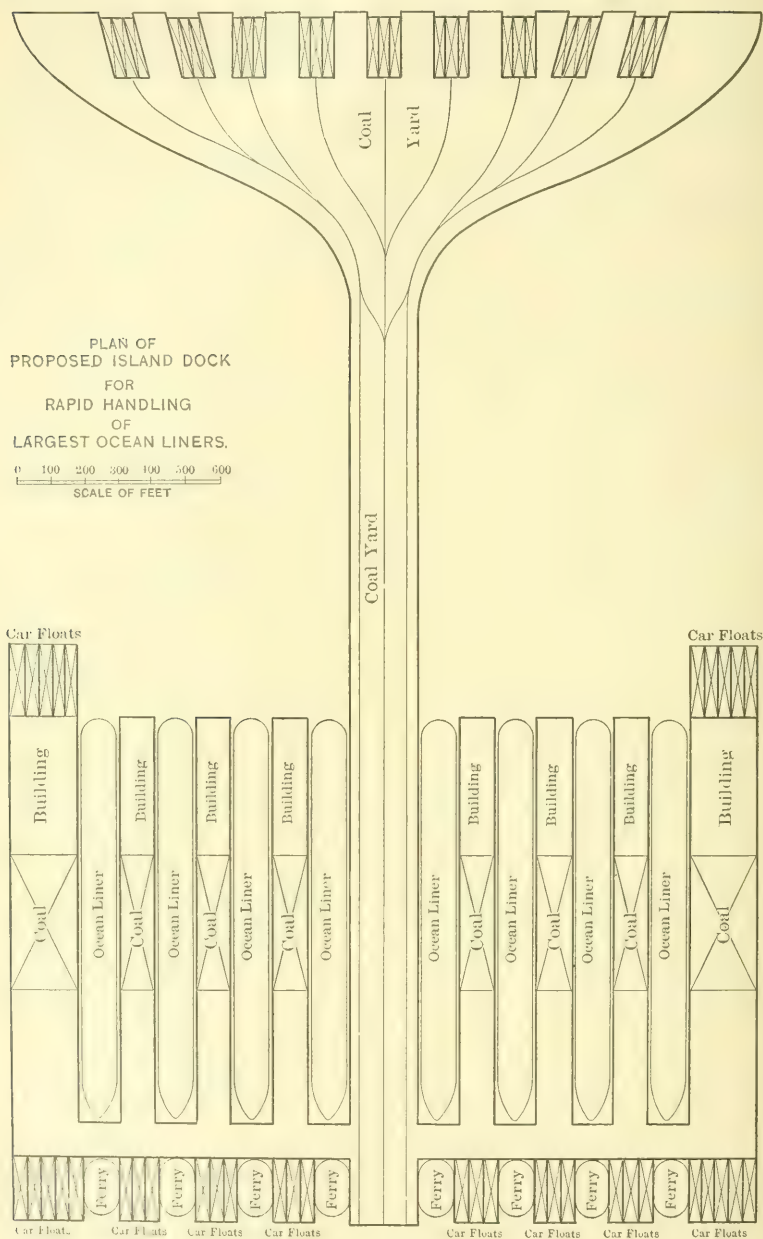 Coal Yard
PLAN OF
PROPOSED ISLAND DOCK
FOR
RAPID HANDLING
OF
LARGEST OCEAN LINERS.
0 100 200 300 400 500 600
SCALE OF FEET
Coal Yard
Car Floats
Car Floats
Building
Building
Building
Building
Building
Building
Building
Building
Coal
Ocean Liner
Coal
Ocean Liner
Coal
Ocean Liner
Coal
Ocean Liner
Ocean Liner
Coal
Ocean Liner
Coal
Ocean Liner
Coal
Ocean Liner
Coal
Ferry
Ferry
Ferry
Ferry
Ferry
Ferry
Ferry
Ferry
Car Float.
Car Floats
Car Floats
Car Floats
Car Floats
Car Floats
Car Floats
Car Floats